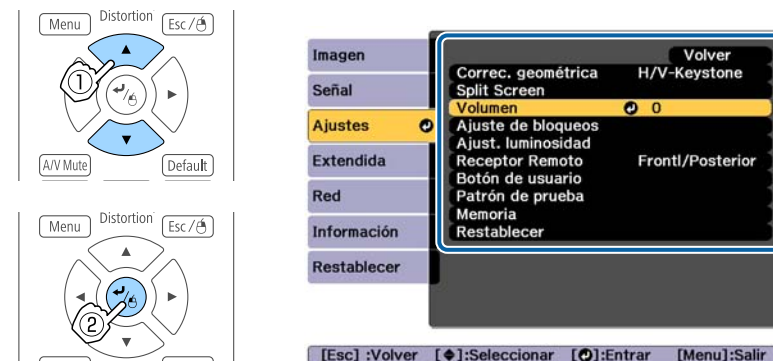 Menu Distortion Esc/
1
A/V Mute Default
Menu Distortion Esc/
2
Imagen
Señal
Ajustes
Extendida
Red
Información
Restablecer
Volver
Correc. geométrica H/V-Keystone
Split Screen
Volumen 0
Ajuste de bloqueos
Ajust. luminosidad
Receptor Remoto Frontl/Posterior
Botón de usuario
Patrón de prueba
Memoria
Restablecer
[Esc] :Volver [◆]:Seleccionar [ ]:Entrar [Menu]:Salir